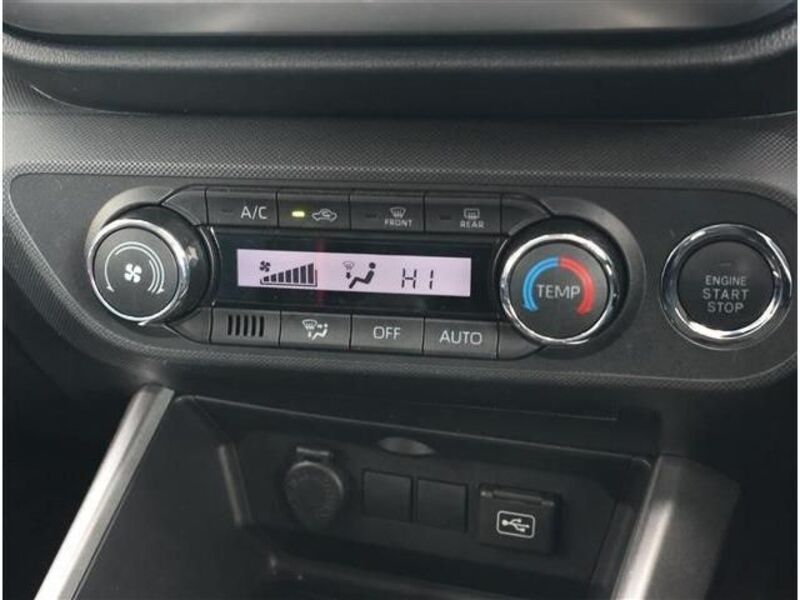 A/C
FRONT
REAR
HI
TEMP
ENGINE
START
STOP
OFF
AUTO